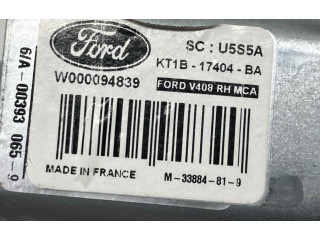 Ford
SC : U5S5A
KT1B - 17404 - BA
W000094839
FORD V408 RH MCA
6/A-00393
065-9
MADE IN FRANCE
M-33884-81-9